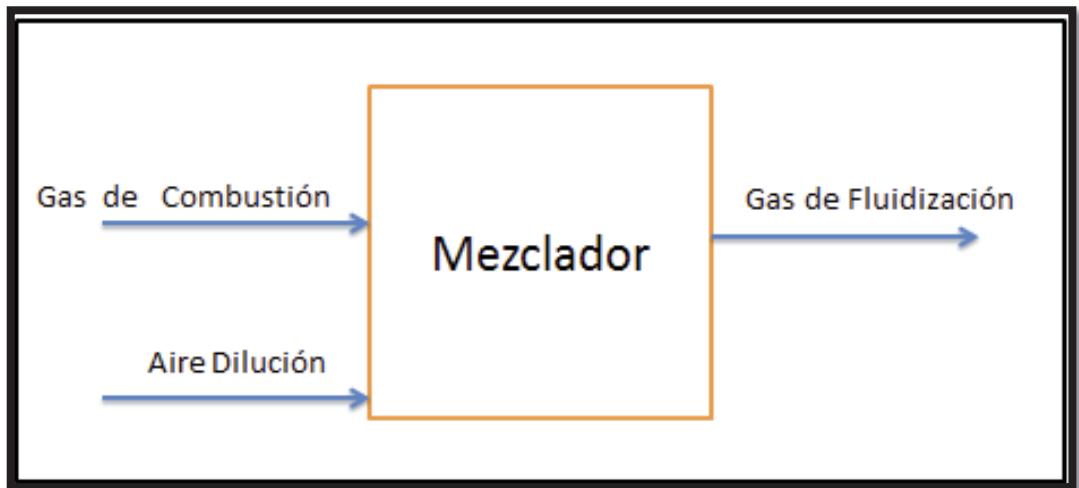 Gas de Combustión
Gas de Fluidización
Mezclador
Aire Dilución